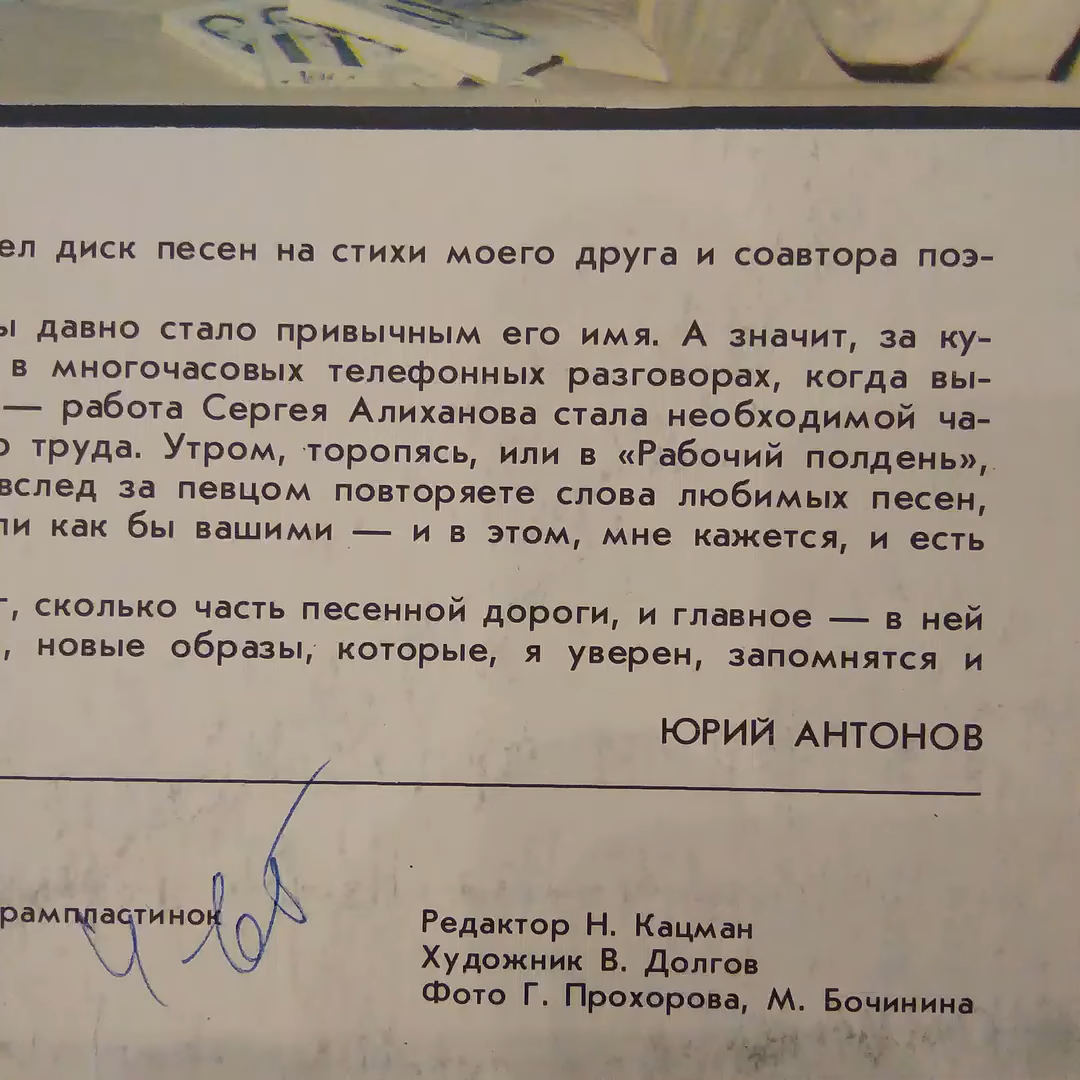 ел диск песен на стихи моего друга и соавтора поэ-
ы давно стало привычным его имя. А значит, за ку-
в многочасовых телефонных разговорах, когда вы-
— работа Сергея Алиханова стала необходимой ча-
о труда. Утром, торопясь, или в «Рабочий полдень»,
вслед за певцом повторяете слова любимых песен,
ли как бы вашими — и в этом, мне кажется, и есть
г, сколько часть песенной дороги, и главное — в ней
, новые образы, которые, я уверен, запомнятся и
ЮРИЙ АНТОНОВ
рампластинок
Редактор Н. Кацман
Художник В. Долгов
Фото Г. Прохорова, М. Бочинина